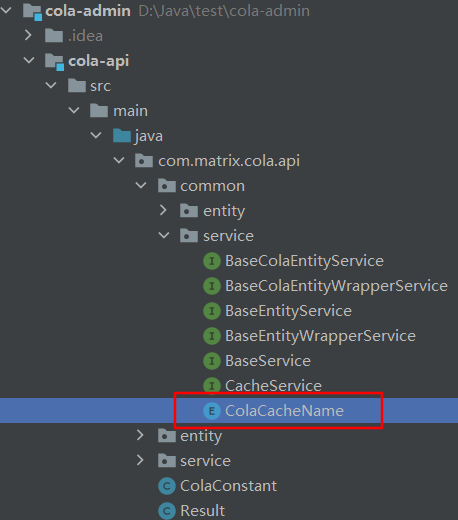 cola-admin D:\Java\test\cola-admin
.idea
cola-api
src
main
java
com.matrix.cola.api
common
entity
service
I BaseColaEntityService
I BaseColaEntityWrapperService
I BaseEntityService
I BaseEntityWrapperService
I BaseService
I CacheService
E ColaCacheName
entity
service
C ColaConstant
C Result